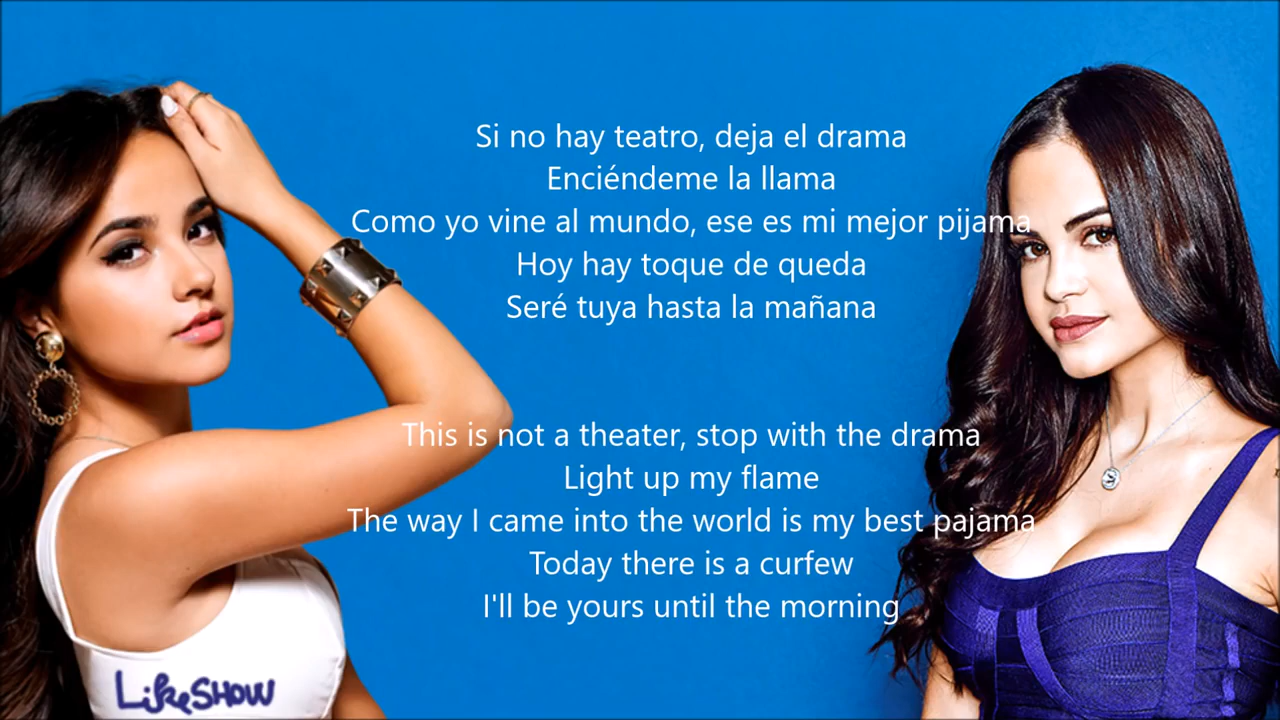 Si no hay teatro, deja el drama
Enciéndeme la llama
Como yo vine al mundo, ese es mi mejor pijama
Hoy hay toque de queda
Seré tuya hasta la mañana
This is not a theater, stop with the drama
Light up my flame
The way I came into the world is my best pajama
Today there is a curfew
I'll be yours until the morning
LikeSHOW